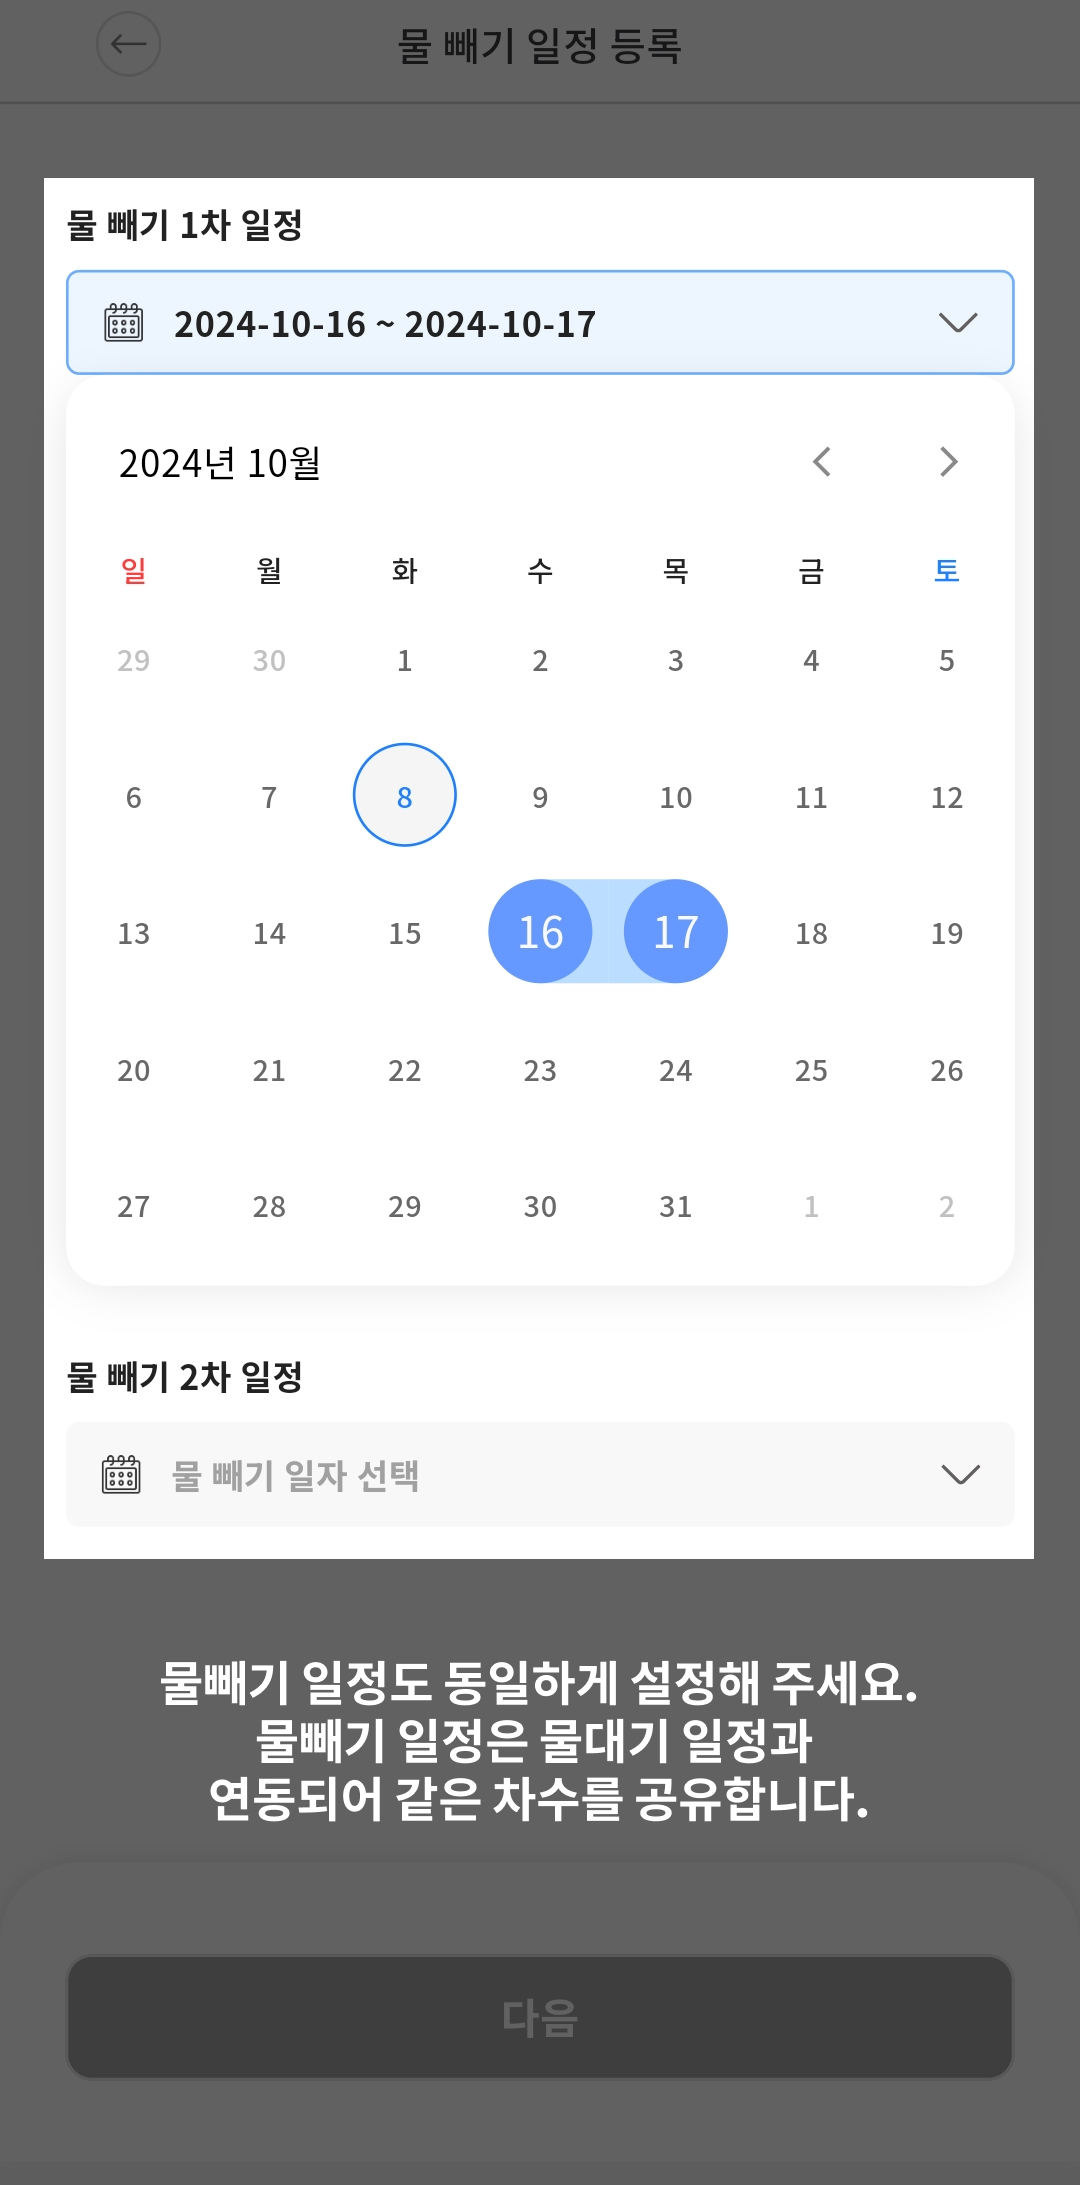 물 빼기 일정 등록
물 빼기 1차 일정
2024-10-16 ~ 2024-10-17
2024년 10월
일 월 화 수 목 금 토
29 30 1 2 3 4 5
6 7 8 9 10 11 12
13 14 15 16 17 18 19
20 21 22 23 24 25 26
27 28 29 30 31 1 2
물 빼기 2차 일정
물 빼기 일자 선택
물빼기 일정도 동일하게 설정해 주세요.
물빼기 일정은 물대기 일정과
연동되어 같은 차수를 공유합니다.
다음